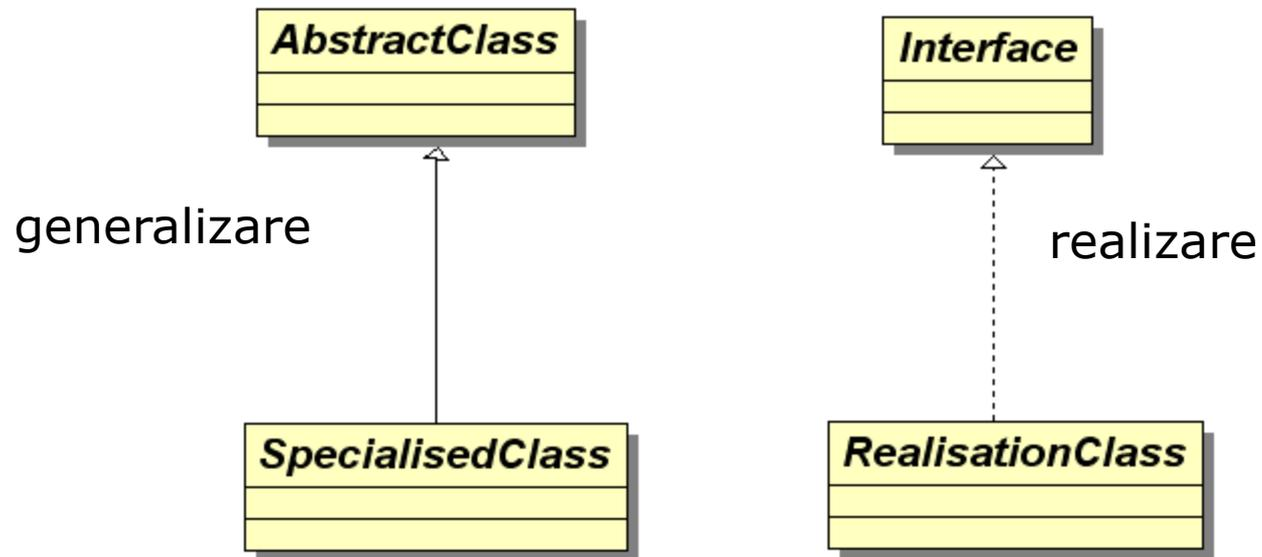 AbstractClass
Interface
generalizare
realizare
SpecialisedClass
RealisationClass